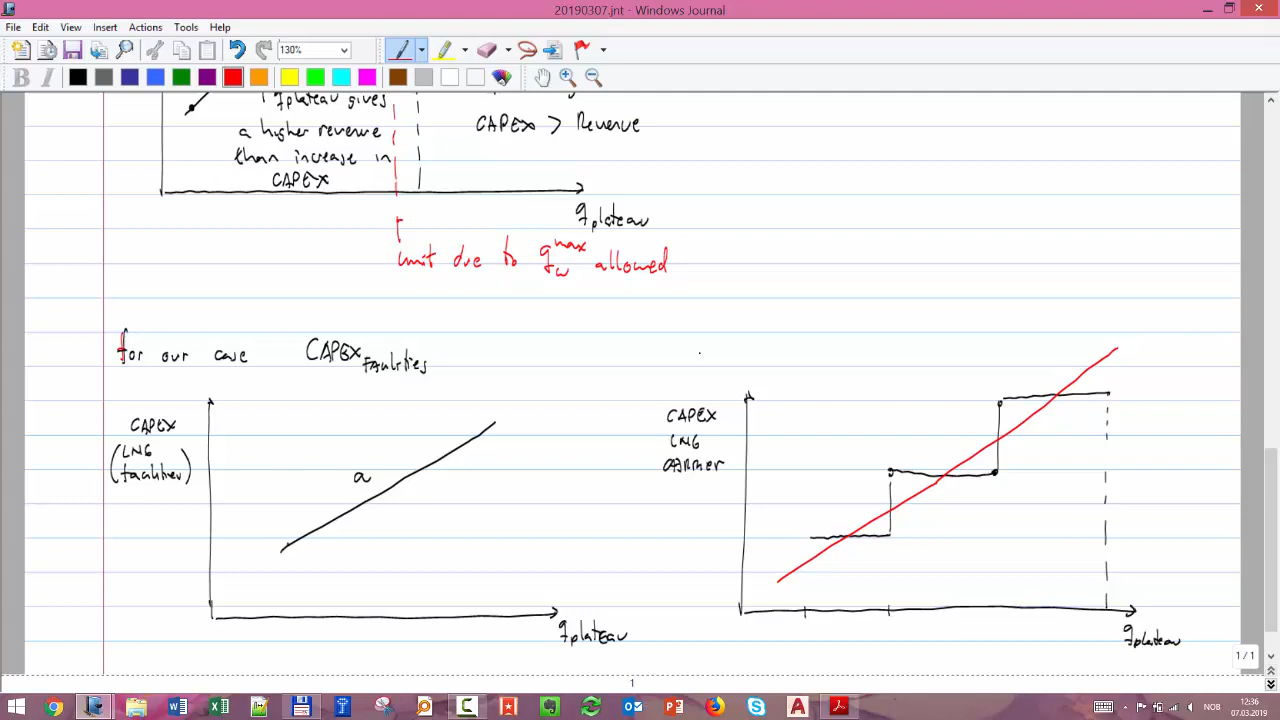 20190307.jnt - Windows Journal
File Edit View Insert Actions Tools Help
130%
B I
qplateau gives
a higher revenue
than increase in
CAPEX
CAPEX > Revenue
qplateau
limit due to qw max allowed
for our case CAPEX Facilities
CAPEX
(LNG
facilities)
a
qplateau
CAPEX
LNG
carrier
qplateau
1 / 1
1
NOB
12:36
07.03.2019